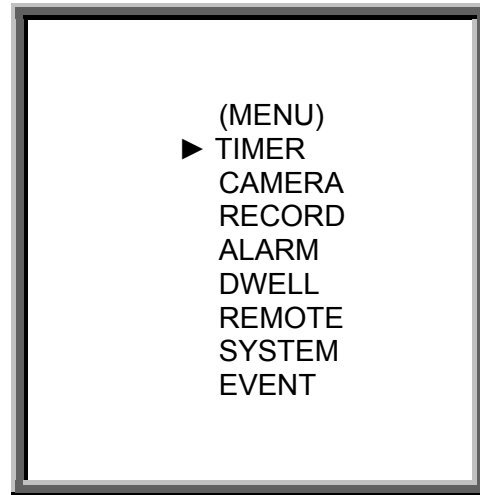 (MENU)
► TIMER
CAMERA
RECORD
ALARM
DWELL
REMOTE
SYSTEM
EVENT